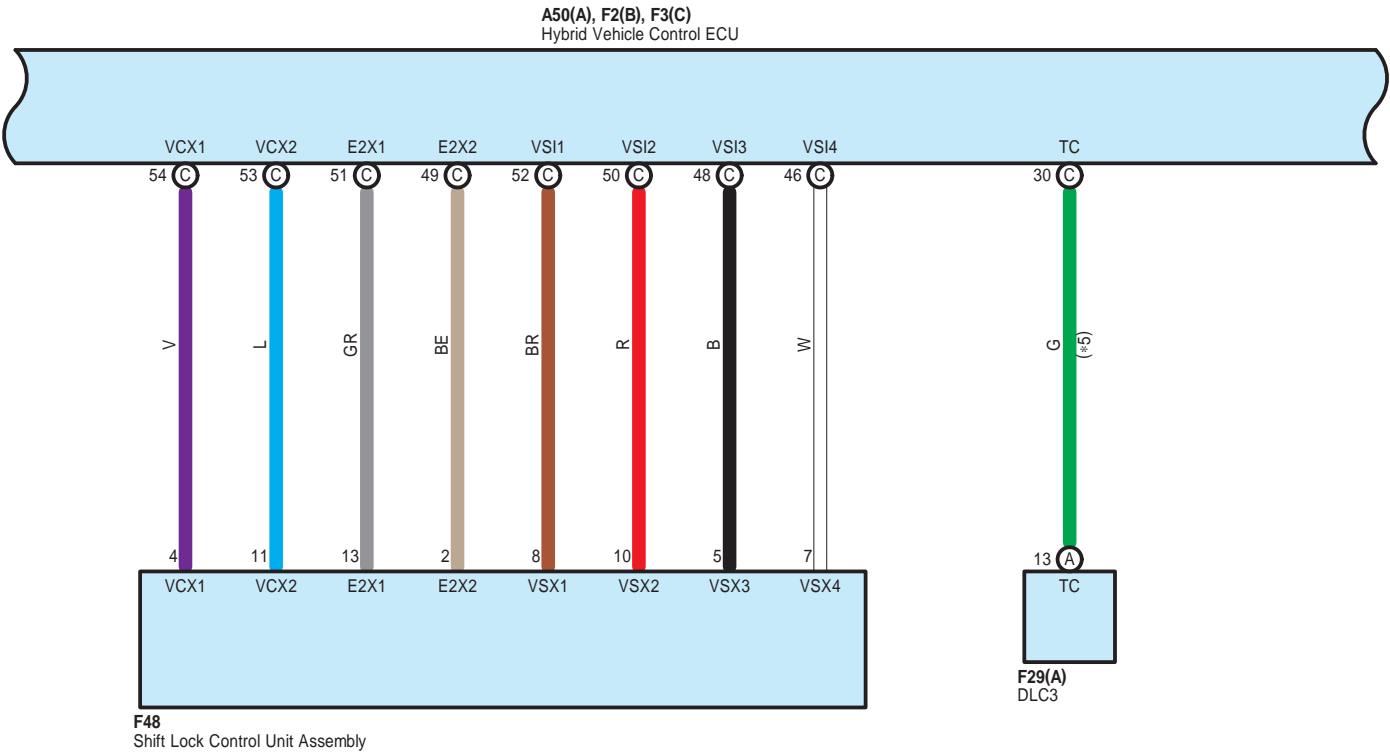 A50(A), F2(B), F3(C)
Hybrid Vehicle Control ECU
VCX1 VCX2 E2X1 E2X2 VSI1 VSI2 VSI3 VSI4 TC
54 C 53 C 51 C 49 C 52 C 50 C 48 C 46 C 30 C
V L GR BE BR R B W G (*5)
4 11 13 2 8 10 5 7 13 A
VCX1 VCX2 E2X1 E2X2 VSX1 VSX2 VSX3 VSX4 TC
F29(A)
DLC3
F48
Shift Lock Control Unit Assembly